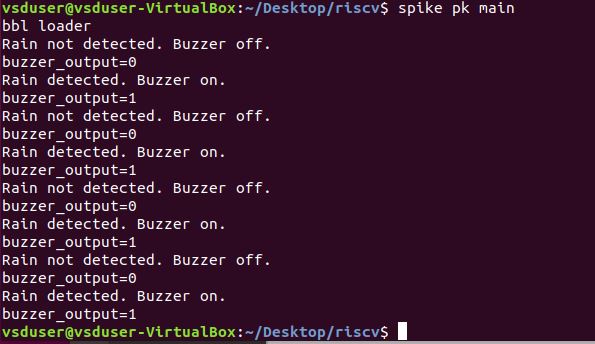 vsduser@vsduser-VirtualBox:~/Desktop/riscv$ spike pk main
bbl loader
Rain not detected. Buzzer off.
buzzer_output=0
Rain detected. Buzzer on.
buzzer_output=1
Rain not detected. Buzzer off.
buzzer_output=0
Rain detected. Buzzer on.
buzzer_output=1
Rain not detected. Buzzer off.
buzzer_output=0
Rain detected. Buzzer on.
buzzer_output=1
Rain not detected. Buzzer off.
buzzer_output=0
Rain detected. Buzzer on.
buzzer_output=1
vsduser@vsduser-VirtualBox:~/Desktop/riscv$